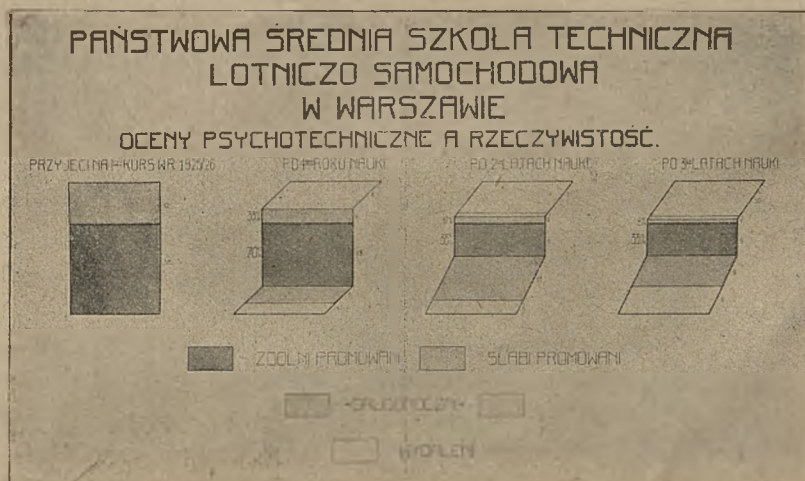 PAŃSTWOWA ŚREDNIA SZKOŁA TECHNICZNA
LOTNICZO SAMOCHODOWA
W WARSZAWIE
OCENY PSYCHOTECHNICZNE A RZECZYWISTOŚĆ.
PRZYJĘCI NA I KURS W R. 1925/26
PO 1 ROKU NAUKI
PO 2 LATACH NAUKI
PO 3 LATACH NAUKI
70%
ZDOLNI PROMOWANI
SŁABI PROMOWANI
WYDALENI